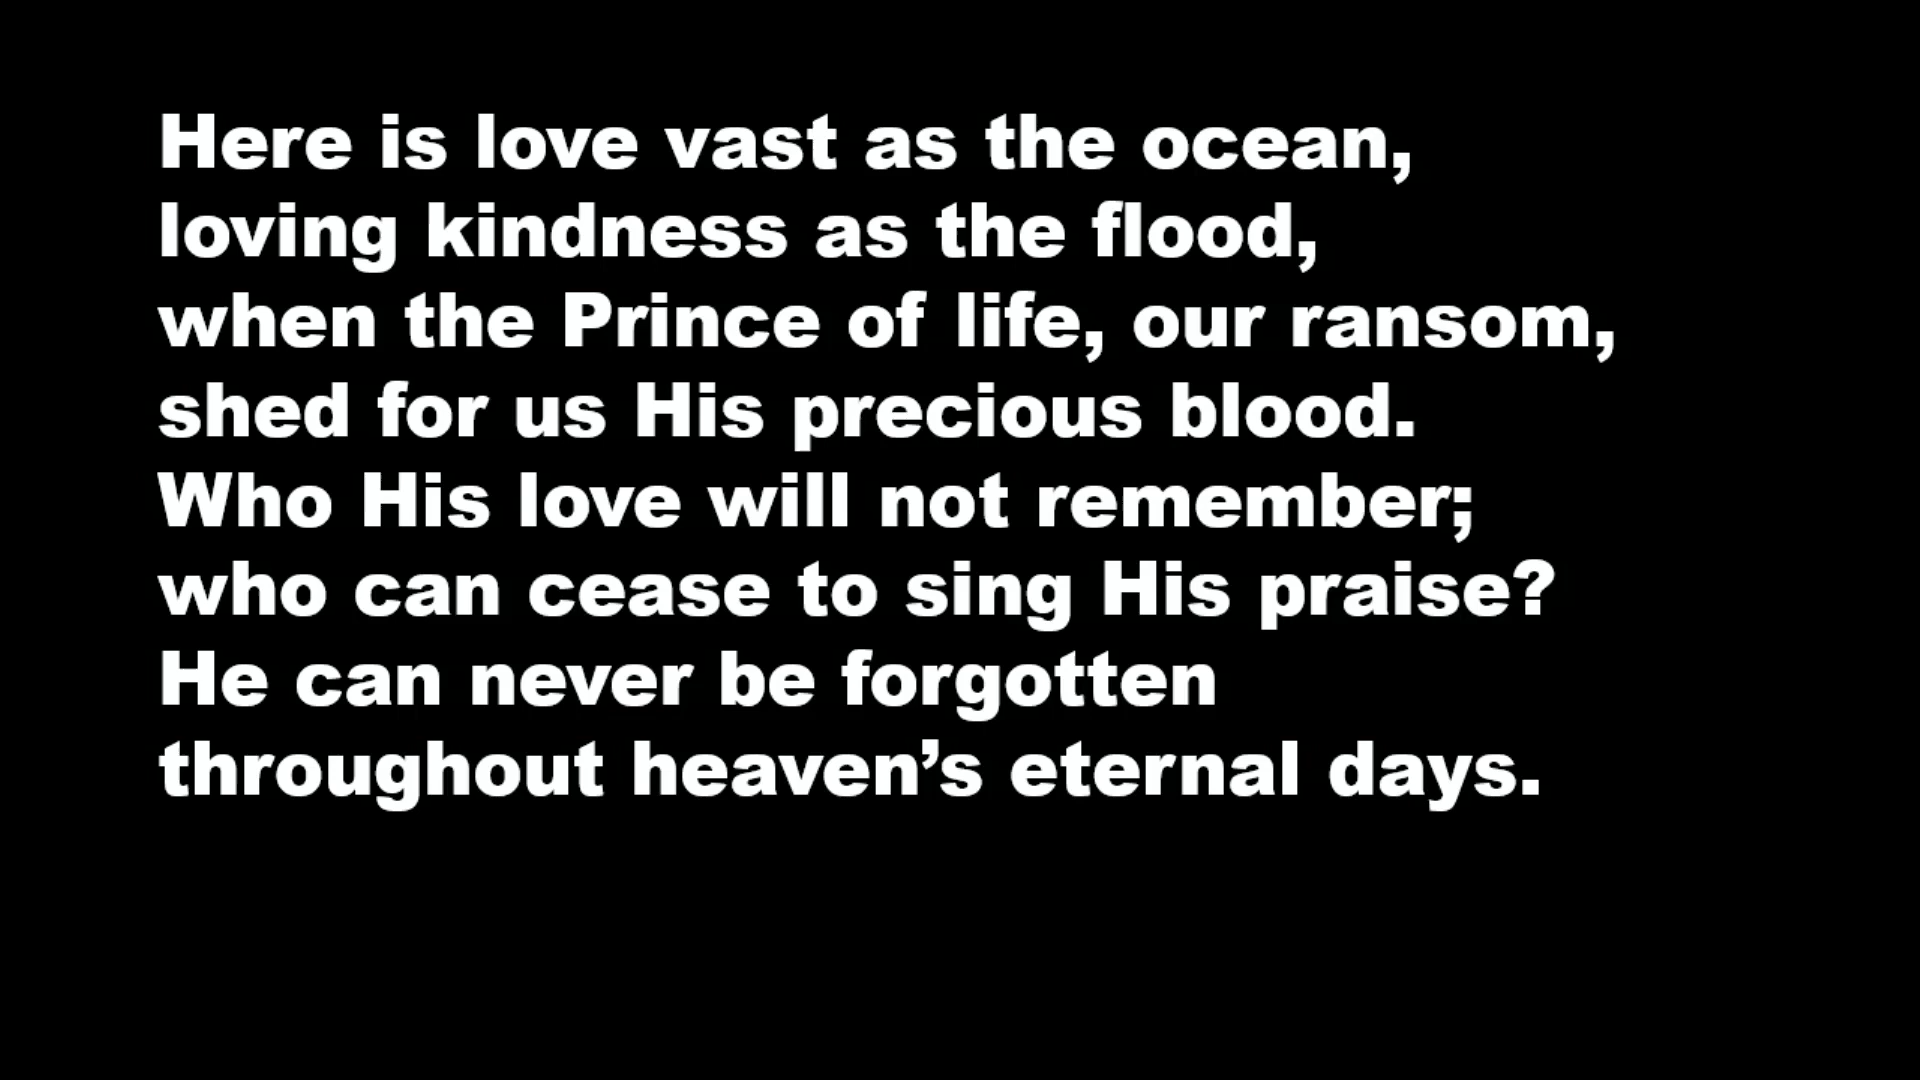 Here is love vast as the ocean,
loving kindness as the flood,
when the Prince of life, our ransom,
shed for us His precious blood.
Who His love will not remember;
who can cease to sing His praise?
He can never be forgotten
throughout heaven’s eternal days.